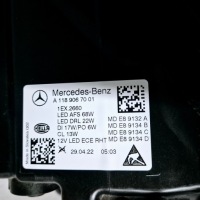 Mercedes-Benz
A 118 906 70 01
1EX 2660
LED AFS 68W
LED DRL 22W
DI 17W/PO 6W
CL 13W
12V LED ECE RHT
MD E8 9132 A
MD E8 9134 B
MD E8 9134 C
MD E8 9134 D
29.04.22 05:03